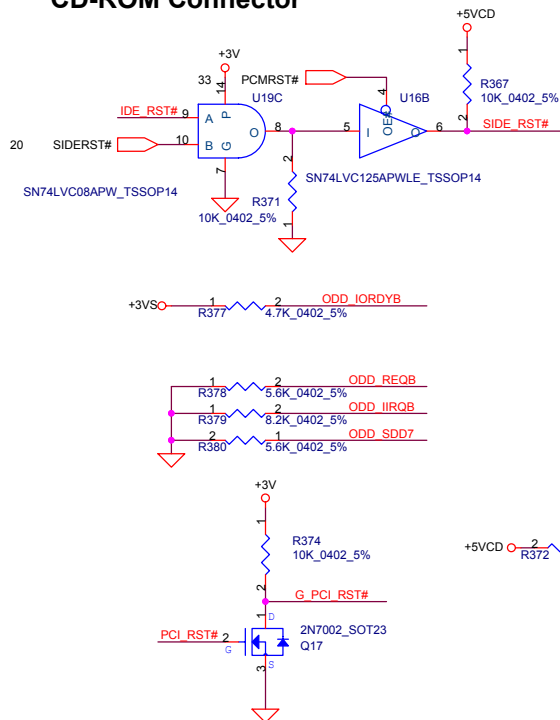 CD-ROM Connector
+5VCD
+3V
33
14
PCMRST#
U19C
4
U16B
1
R367
10K_0402_5%
2
IDE_RST#
9
A
P
B
G
O
8
5
I
OE#
O
6
SIDE_RST#
20
SIDERST#
10
7
SN74LVC08APW_TSSOP14
2
R371
10K_0402_5%
1
SN74LVC125APWLE_TSSOP14
+3VS
1
2
ODD_IORDYB
R377
4.7K_0402_5%
1
2
ODD_REQB
R378
5.6K_0402_5%
1
2
ODD_IIRQB
R379
8.2K_0402_5%
2
1
ODD_SDD7
R380
5.6K_0402_5%
+3V
1
R374
10K_0402_5%
2
G_PCI_RST#
+5VCD
2
R372
PCI_RST#
2
G
1
D
S
3
2N7002_SOT23
Q17